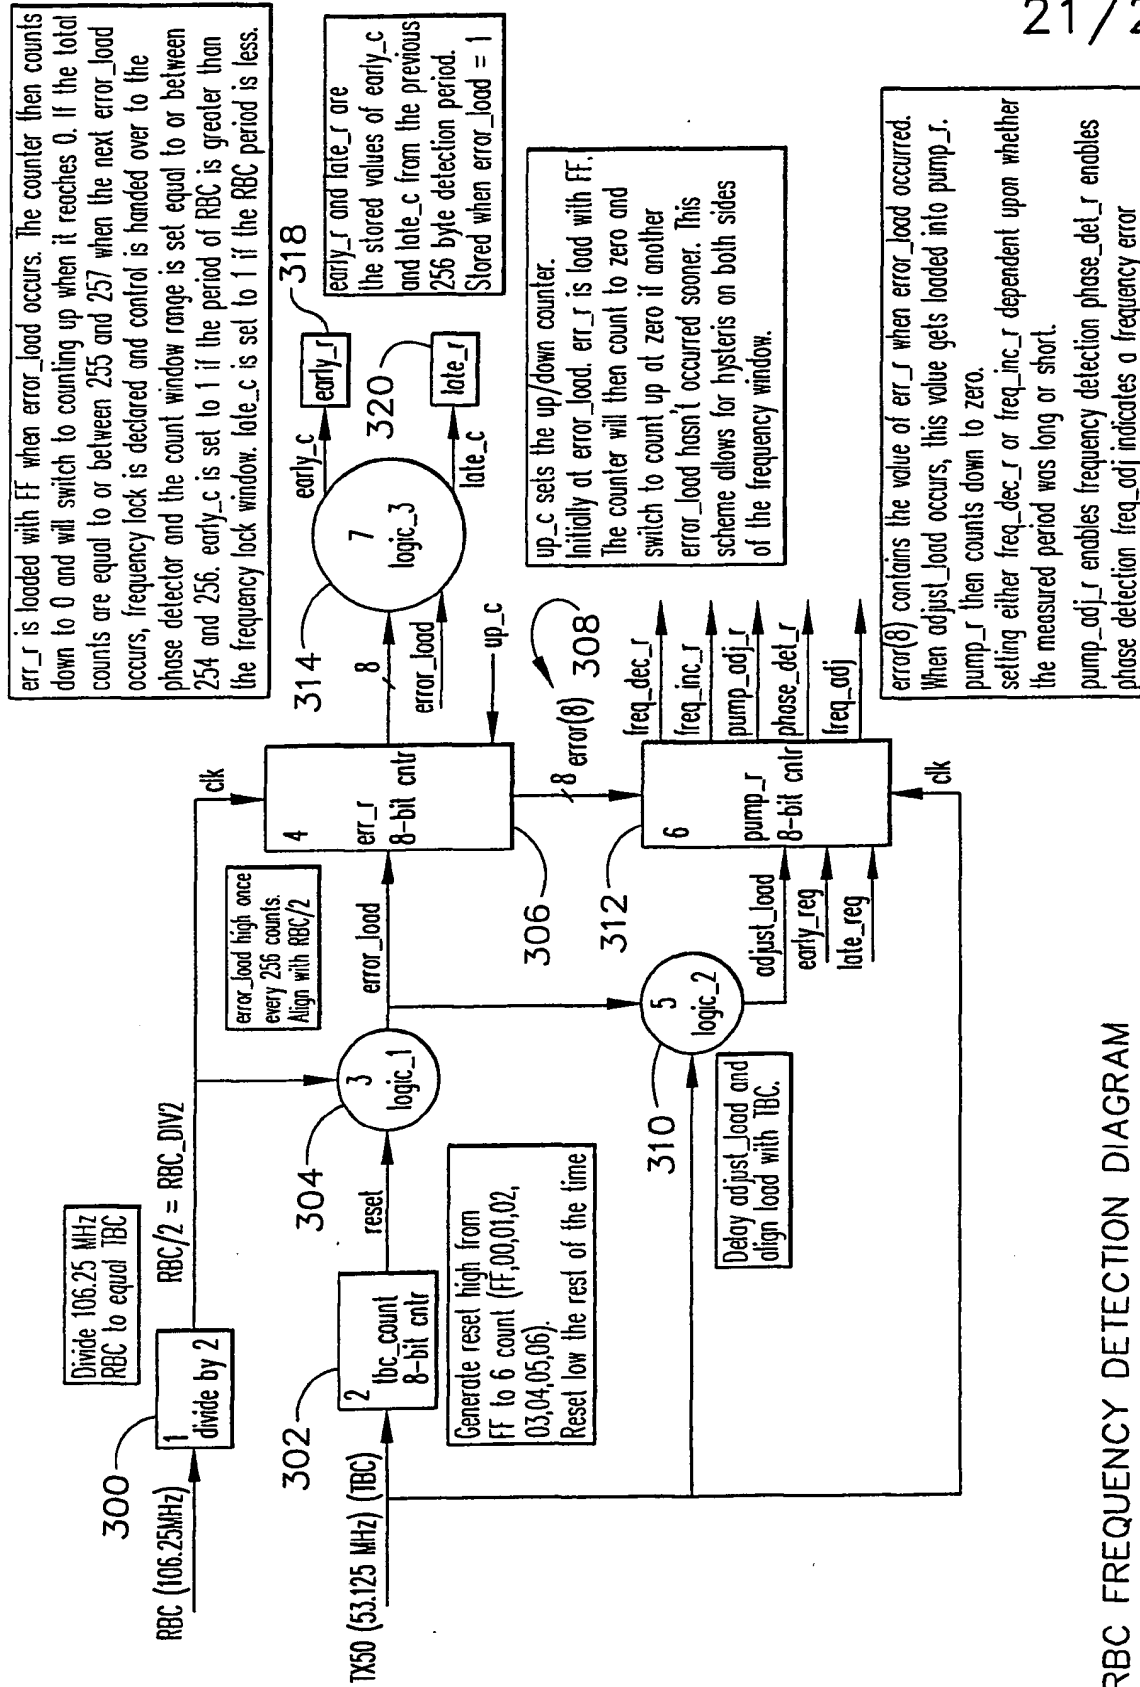 21/2
err_r is loaded with FF when error_load occurs. The counter then counts
down to 0 and will switch to counting up when it reaches 0. If the total
counts are equal to or between 255 and 257 when the next error_load
occurs, frequency lock is declared and control is handed over to the
phase detector and the count window range is set equal to or between
254 and 256. early_c is set to 1 if the period of RBC is greater than
the frequency lock window. late_c is set to 1 if the RBC period is less.
early_r and late_r are
the stored values of early_c
and late_c from the previous
256 byte detection period.
Stored when error_load = 1
up_c sets the up/down counter.
Initially at error_load, err_r is load with FF.
The counter will then count to zero and
switch to count up at zero if another
error_load hasn't occurred sooner. This
scheme allows for hysteris on both sides
of the frequency window.
error(8) contains the value of err_r when error_load occurred.
When adjust_load occurs, this value gets loaded into pump_r.
pump_r then counts down to zero.
setting either freq_dec_r or freq_inc_r dependent upon whether
the measured period was long or short.
pump_adj_r enables frequency detection phase_det_r enables
phase detection freq_adj indicates a frequency error
Divide 106.25 MHz
RBC to equal TBC
300
RBC (106.25MHz)
1
divide by 2
RBC/2 = RBC_DIV2
clk
error_load high once
every 256 counts.
Align with RBC/2
302
TX50 (53.125 MHz) (TBC)
2
tbc_count
8-bit cntr
reset
304
3
logic_1
error_load
4
err_r
8-bit cntr
306
8
error_load
up_c
314
7
logic_3
early_c
late_c
318
early_r
320
late_r
Generate reset high from
FF to 6 count (FF,00,01,02,
03,04,05,06).
Reset low the rest of the time
8 error(8)
308
310
5
logic_2
Delay adjust_load and
align load with TBC.
adjust_load
early_reg
late_reg
312
6
pump_r
8-bit cntr
clk
freq_dec_r
freq_inc_r
pump_adj_r
phase_det_r
freq_adj
RBC FREQUENCY DETECTION DIAGRAM